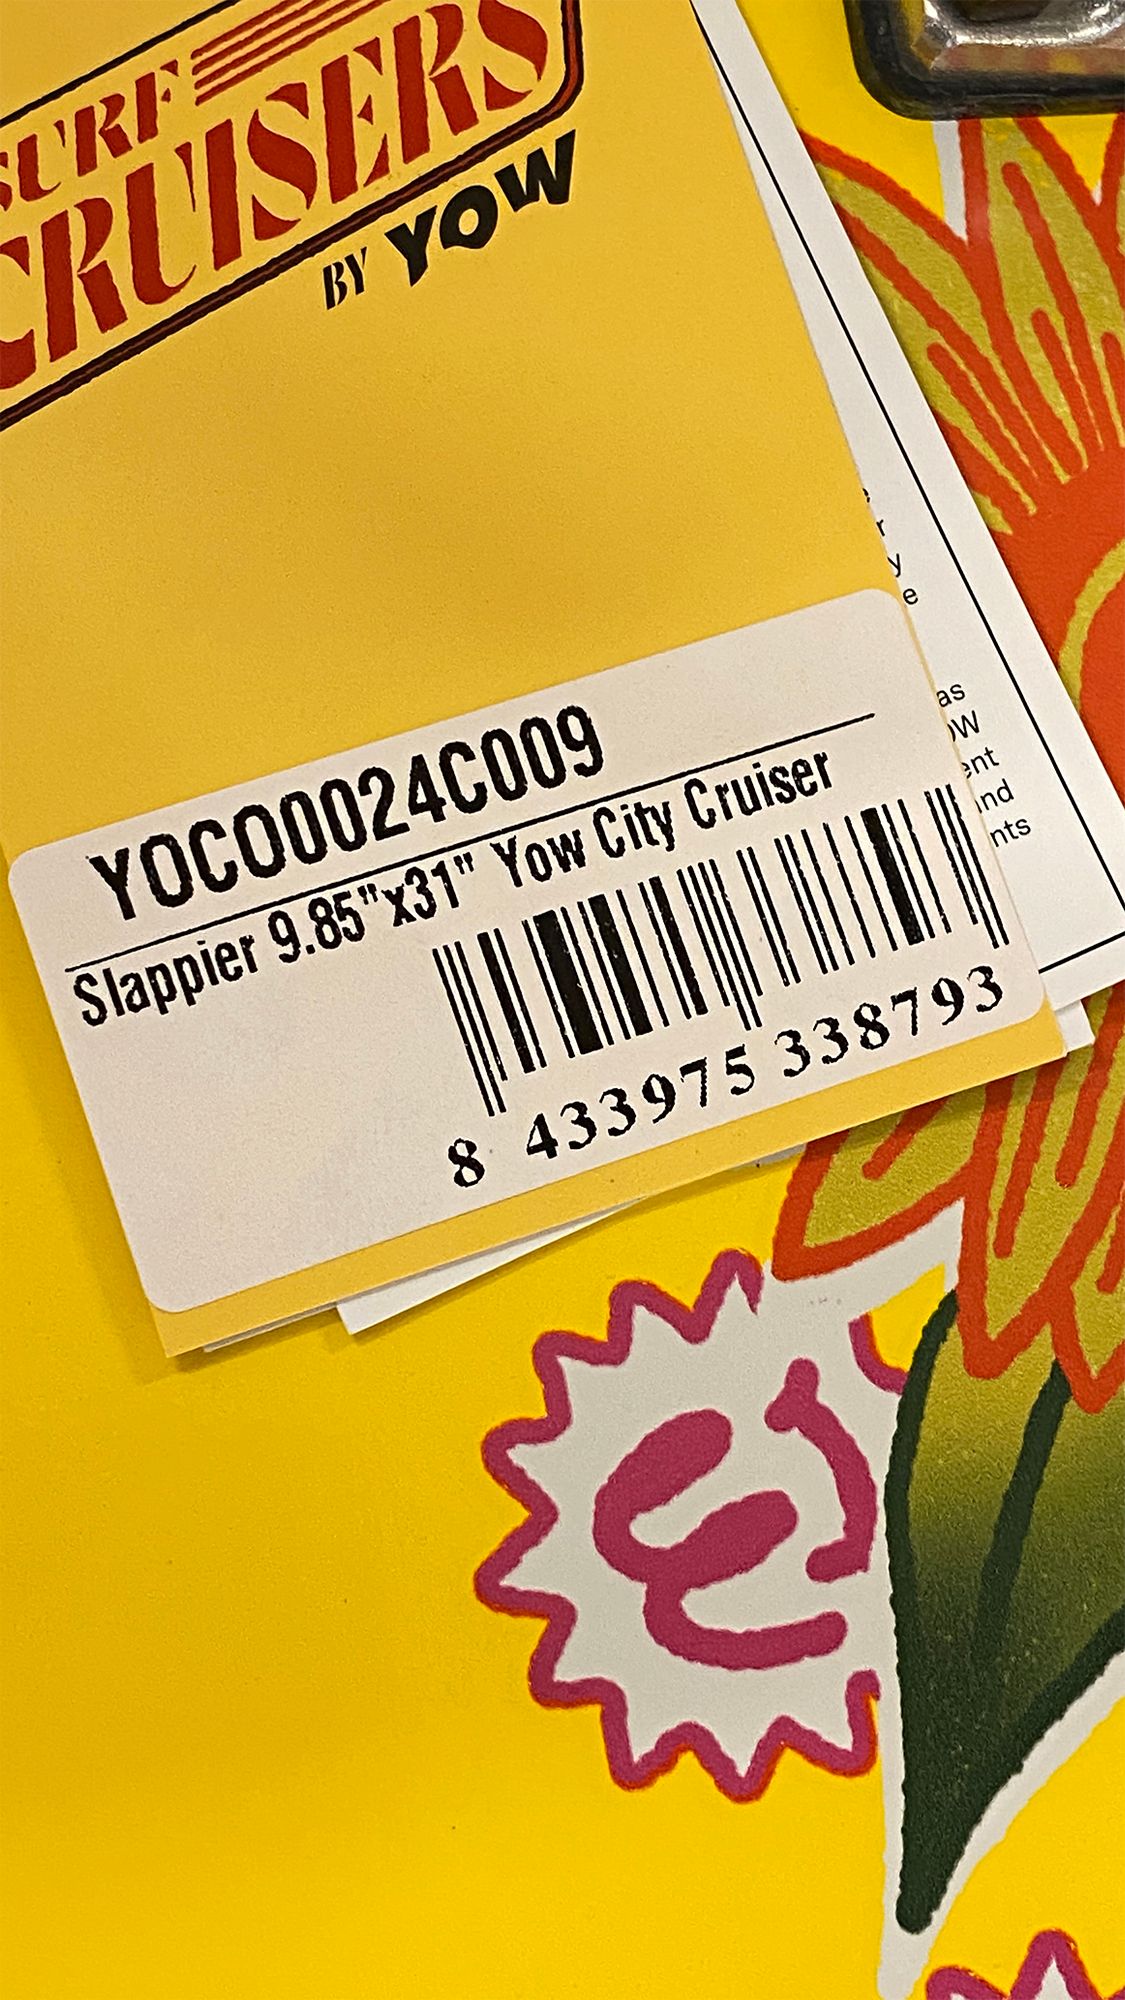 SURF
CRUISERS
BY YOW
YOCO0024C009
Slappier 9.85"x31" Yow City Cruiser
8 433975 338793